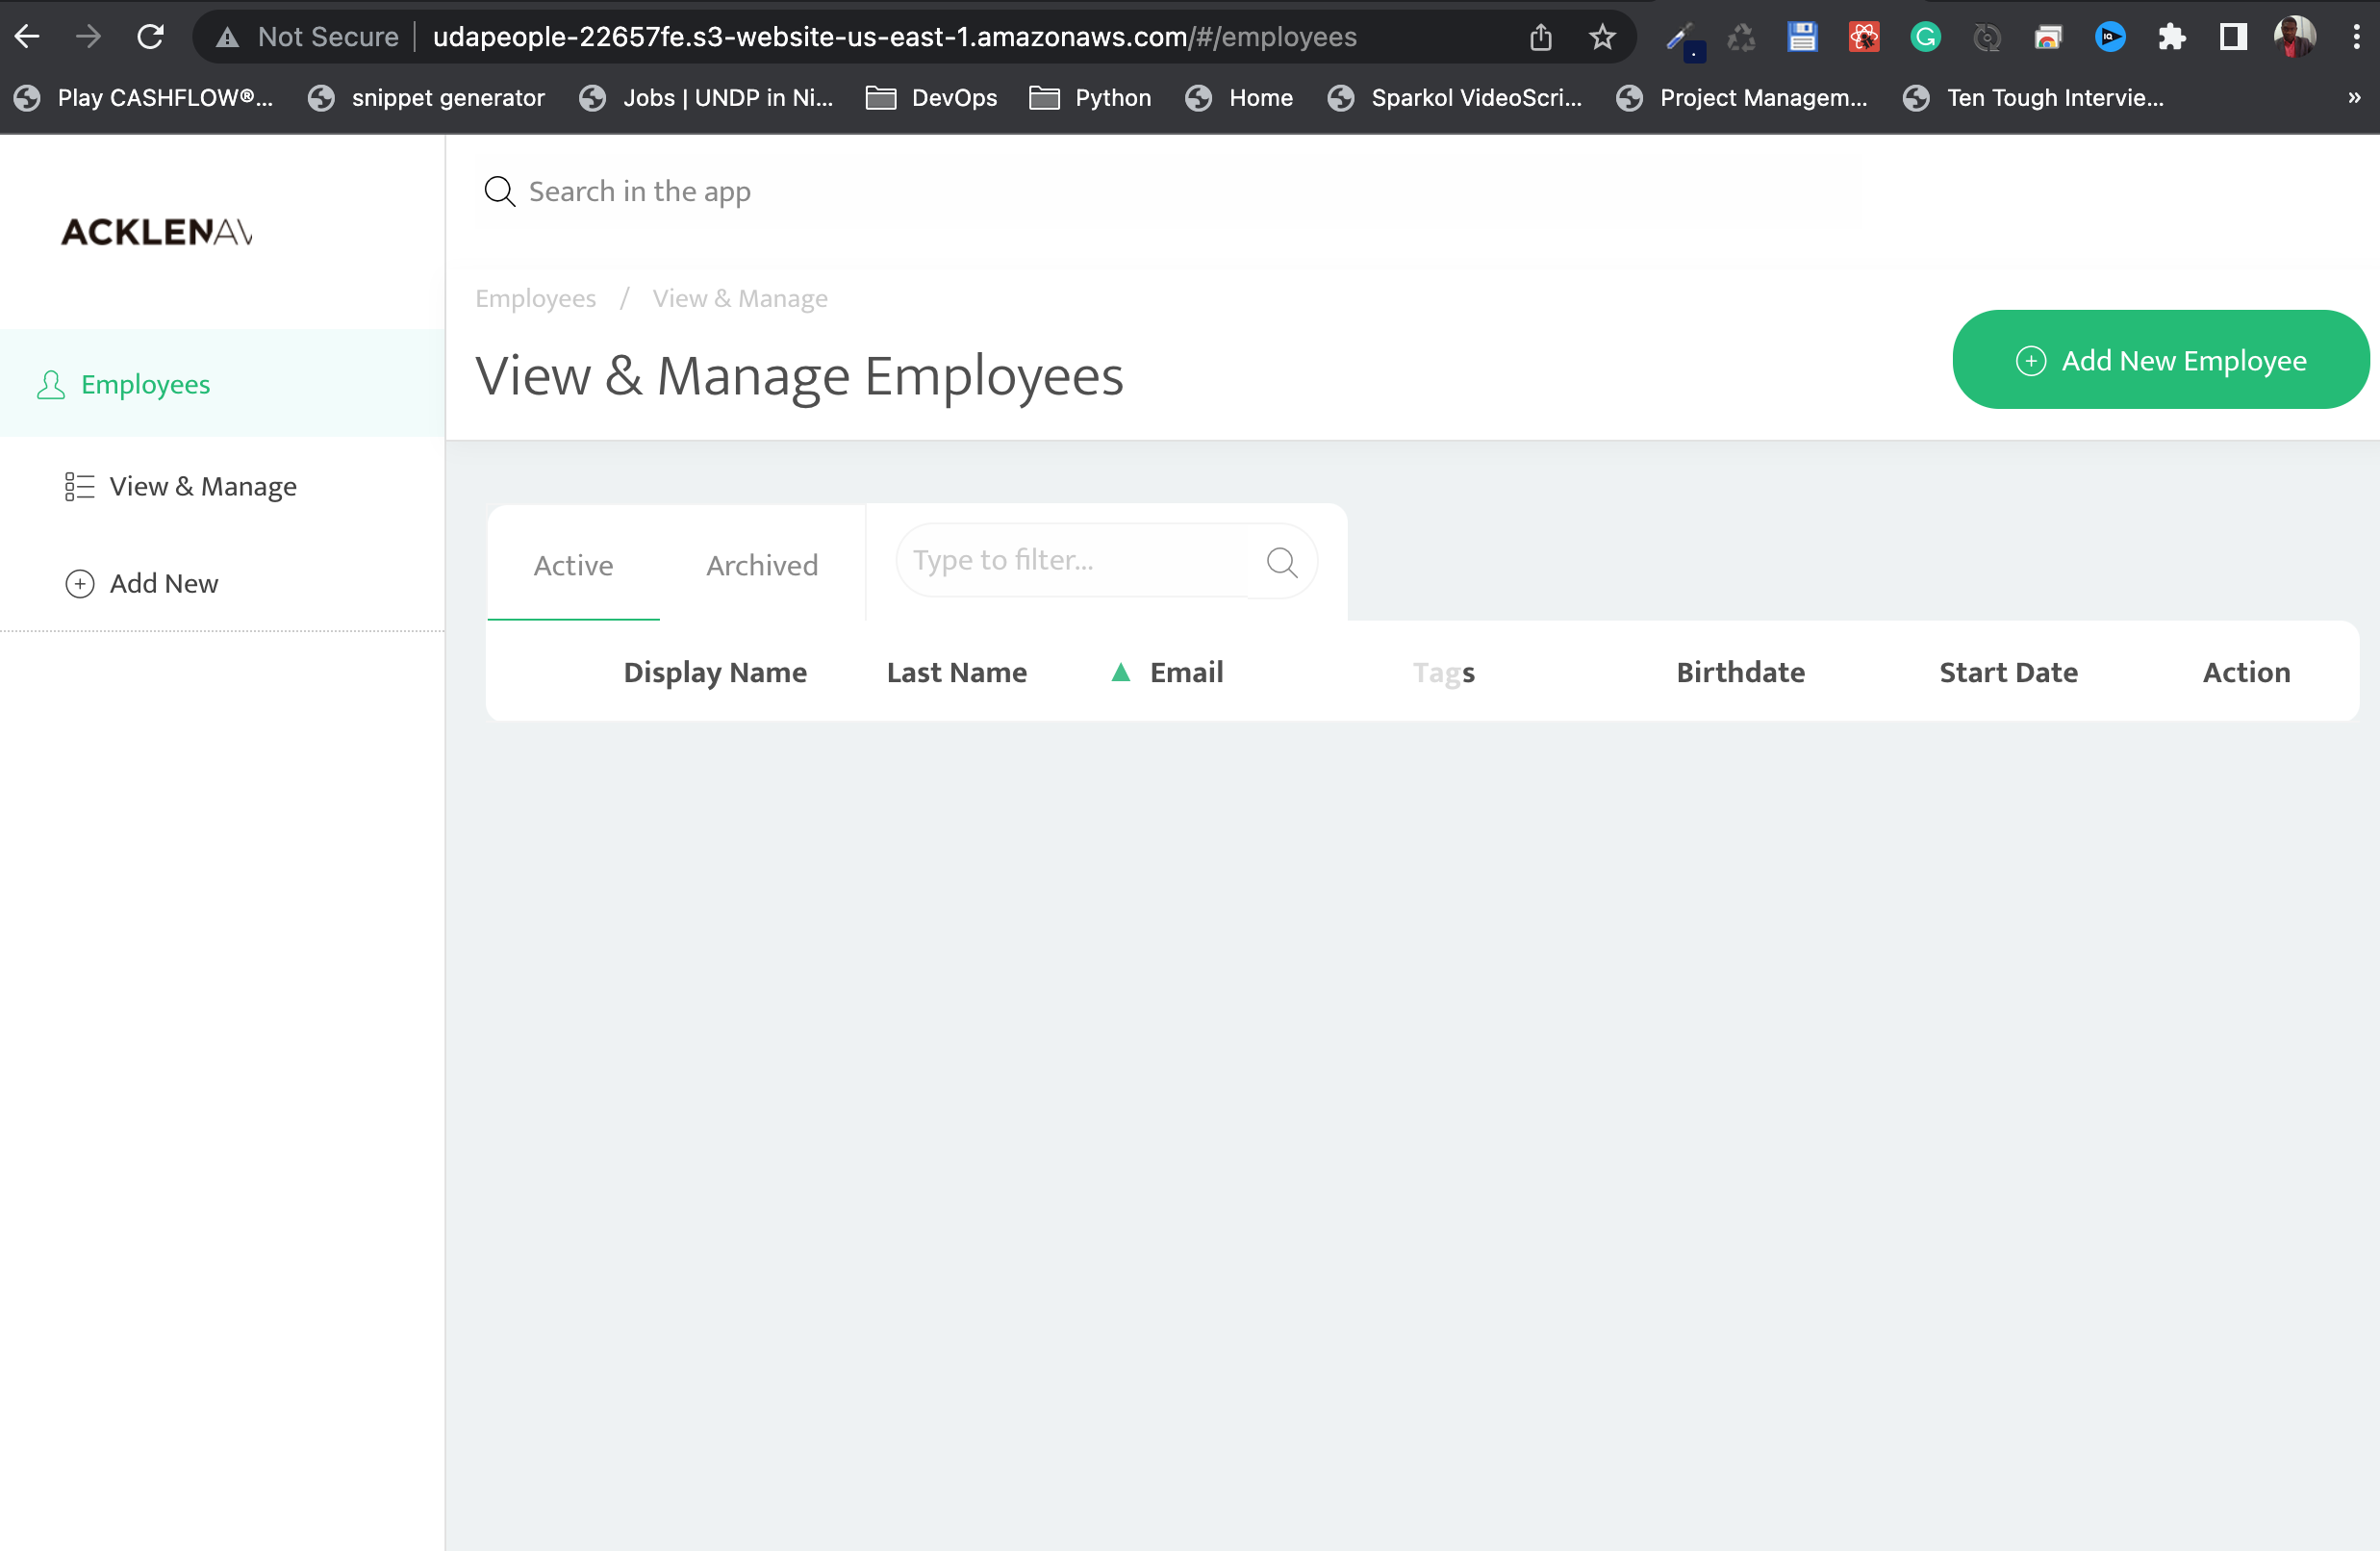 Not Secure udapeople-22657fe.s3-website-us-east-1.amazonaws.com/#/employees
Play CASHFLOW®... snippet generator Jobs | UNDP in Ni... DevOps Python Home Sparkol VideoScri... Project Managem... Ten Tough Intervie... »
ACKLENAV
Employees
View & Manage
Add New
Search in the app
Employees / View & Manage
View & Manage Employees
Add New Employee
Active Archived Type to filter...
Display Name Last Name ▲ Email Tags Birthdate Start Date Action